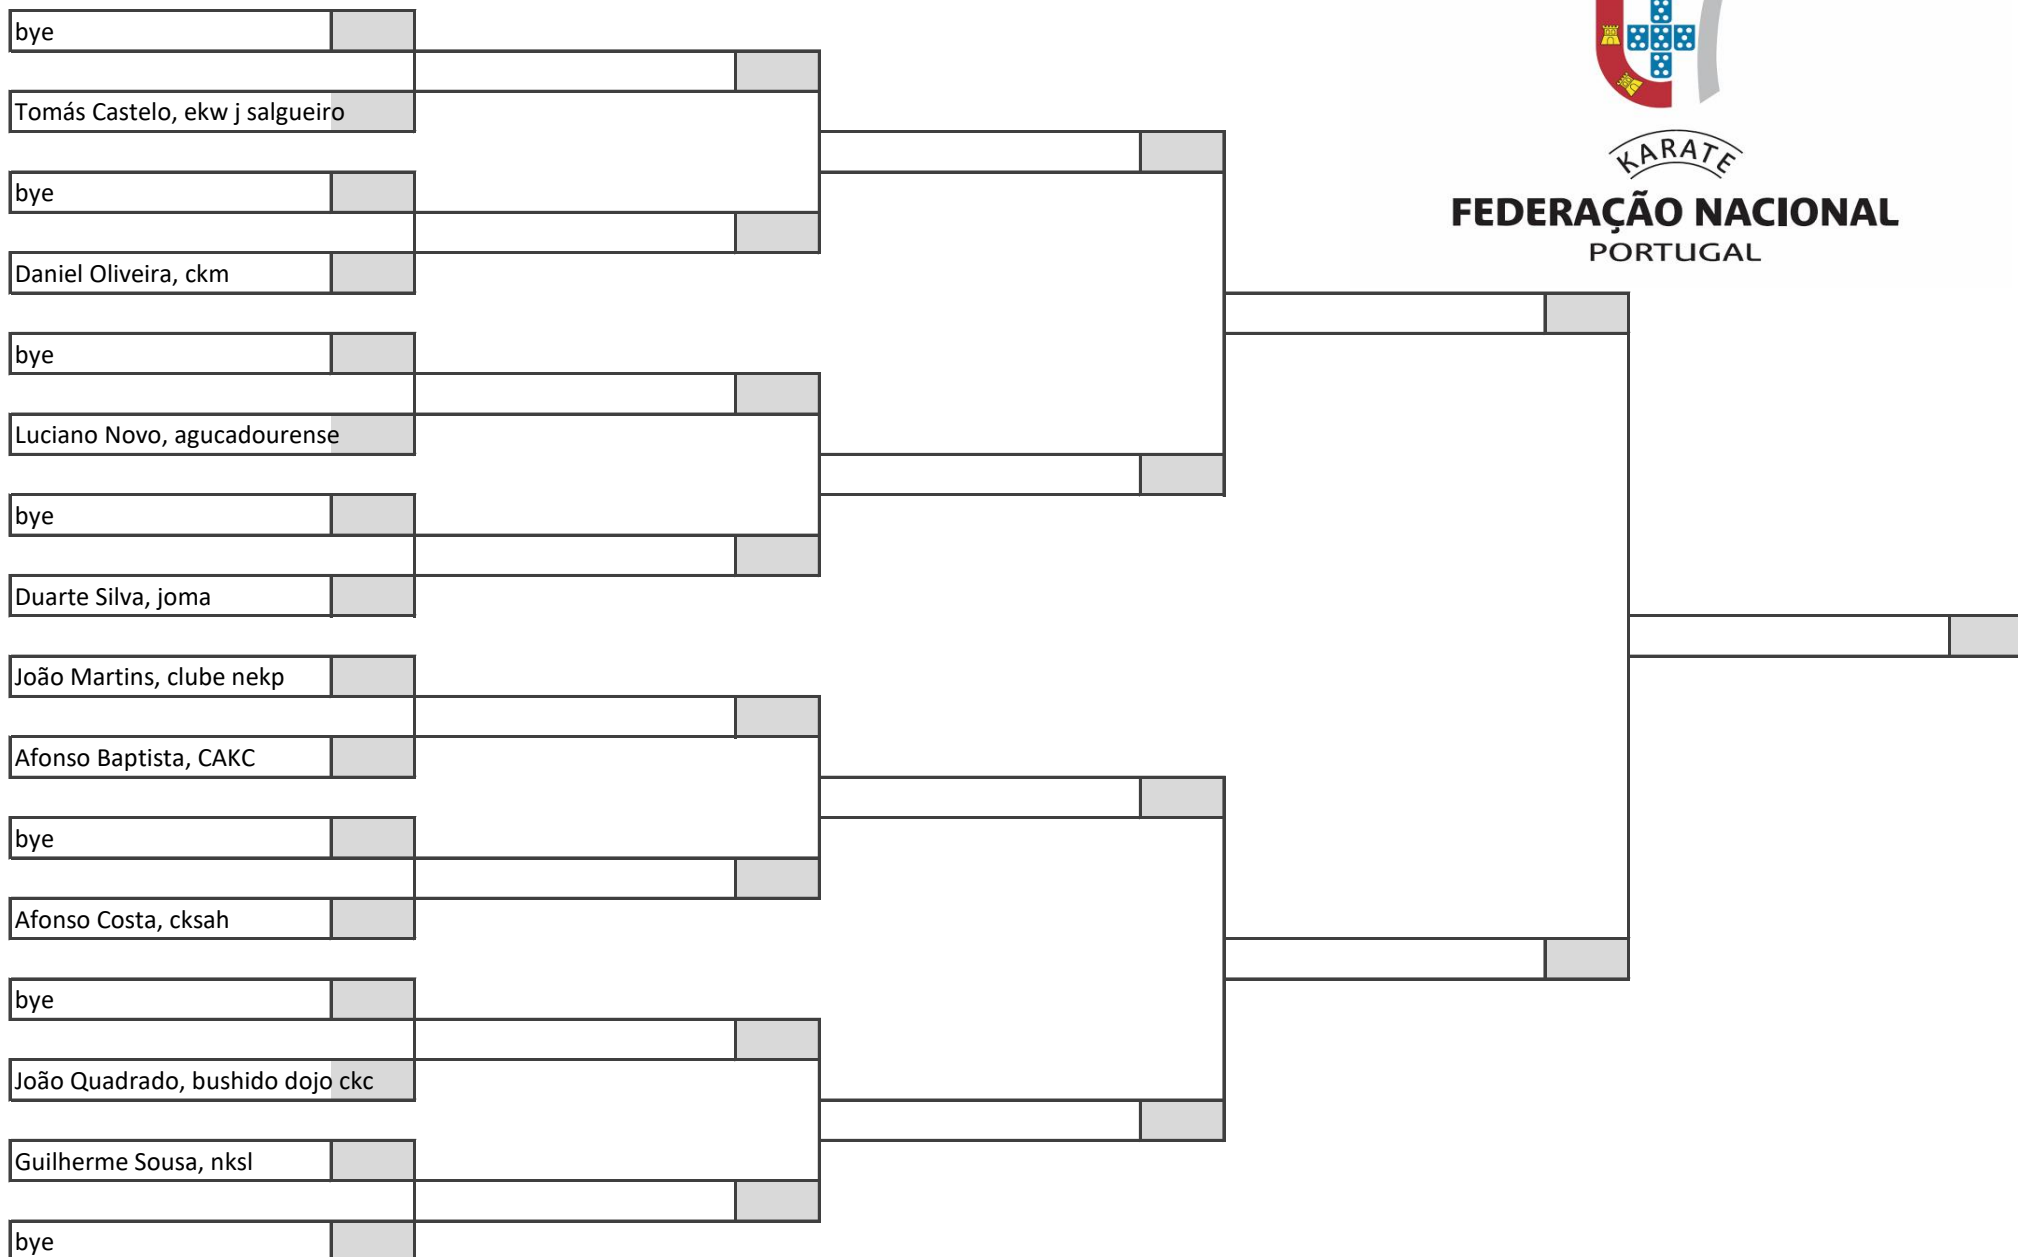 bye
Tomás Castelo, ekw j salgueiro
bye
Daniel Oliveira, ckm
bye
Luciano Novo, agucadourense
bye
Duarte Silva, joma
João Martins, clube nekp
Afonso Baptista, CAKC
bye
Afonso Costa, cksah
bye
João Quadrado, bushido dojo ckc
Guilherme Sousa, nksl
bye
KARATE
FEDERAÇÃO NACIONAL
PORTUGAL